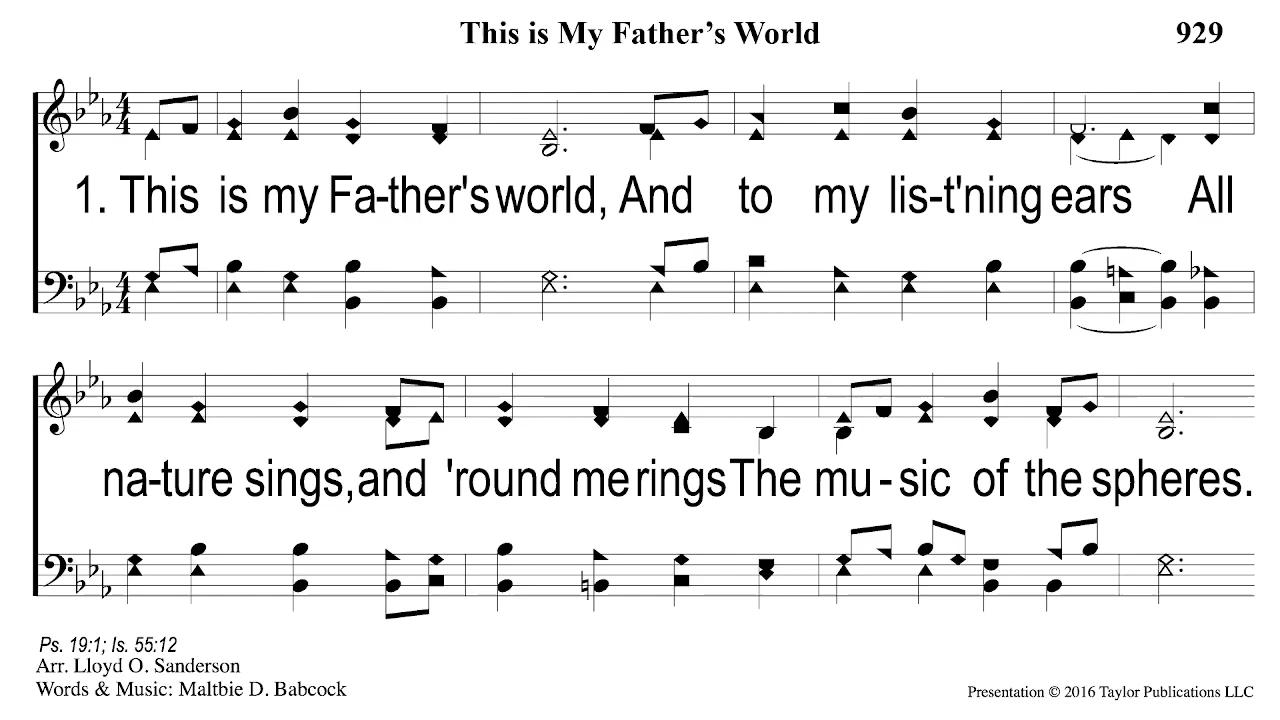 This is My Father's World 929
1. This is my Fa-ther's world, And to my lis-t'ning ears All
na-ture sings, and 'round me rings The mu - sic of the spheres.
Ps. 19:1; Is. 55:12
Arr. Lloyd O. Sanderson
Words & Music: Maltbie D. Babcock
Presentation © 2016 Taylor Publications LLC